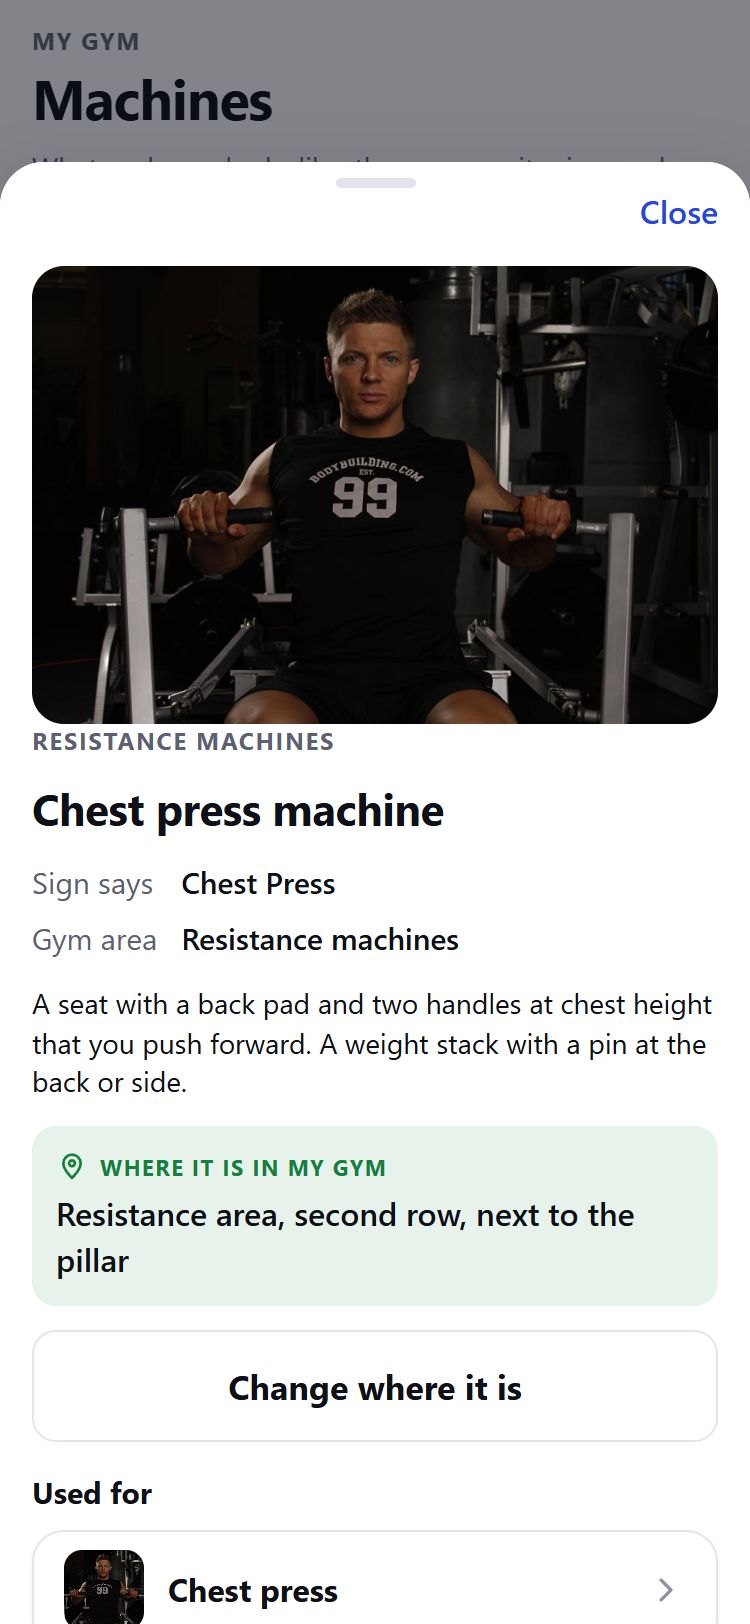 MY GYM
Machines
Close
BODYBUILDING.COM
EST.
99
RESISTANCE MACHINES
Chest press machine
Sign says Chest Press
Gym area Resistance machines
A seat with a back pad and two handles at chest height
that you push forward. A weight stack with a pin at the
back or side.
WHERE IT IS IN MY GYM
Resistance area, second row, next to the
pillar
Change where it is
Used for
99
Chest press